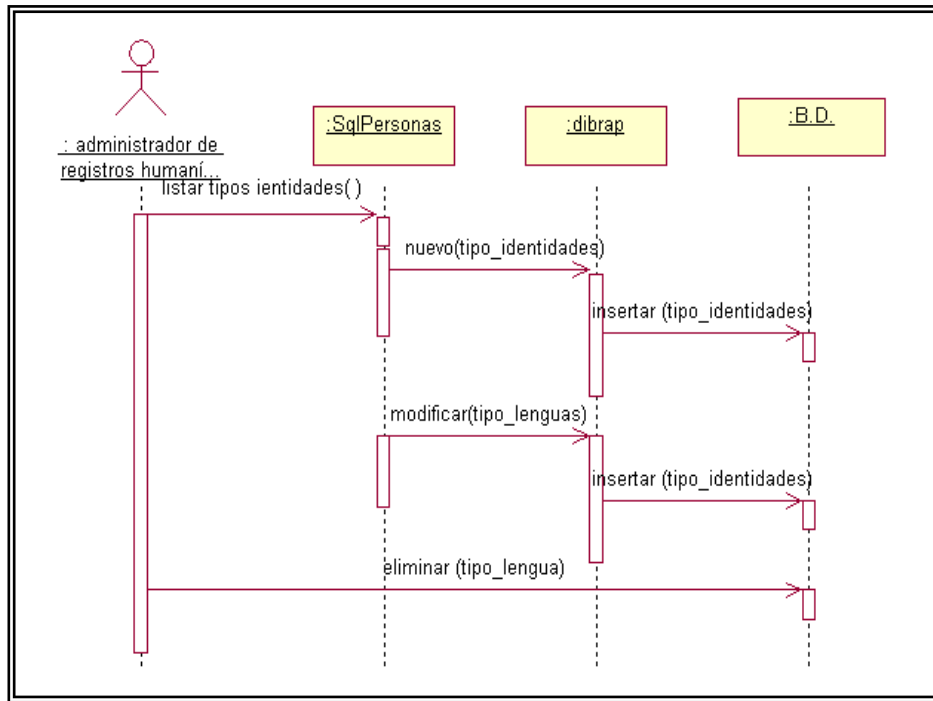 : administrador de
registros humaní...
:SqlPersonas
:dibrap
:B.D.
listar tipos ientidades( )
nuevo(tipo_identidades)
insertar (tipo_identidades)
modificar(tipo_lenguas)
insertar (tipo_identidades)
eliminar (tipo_lengua)